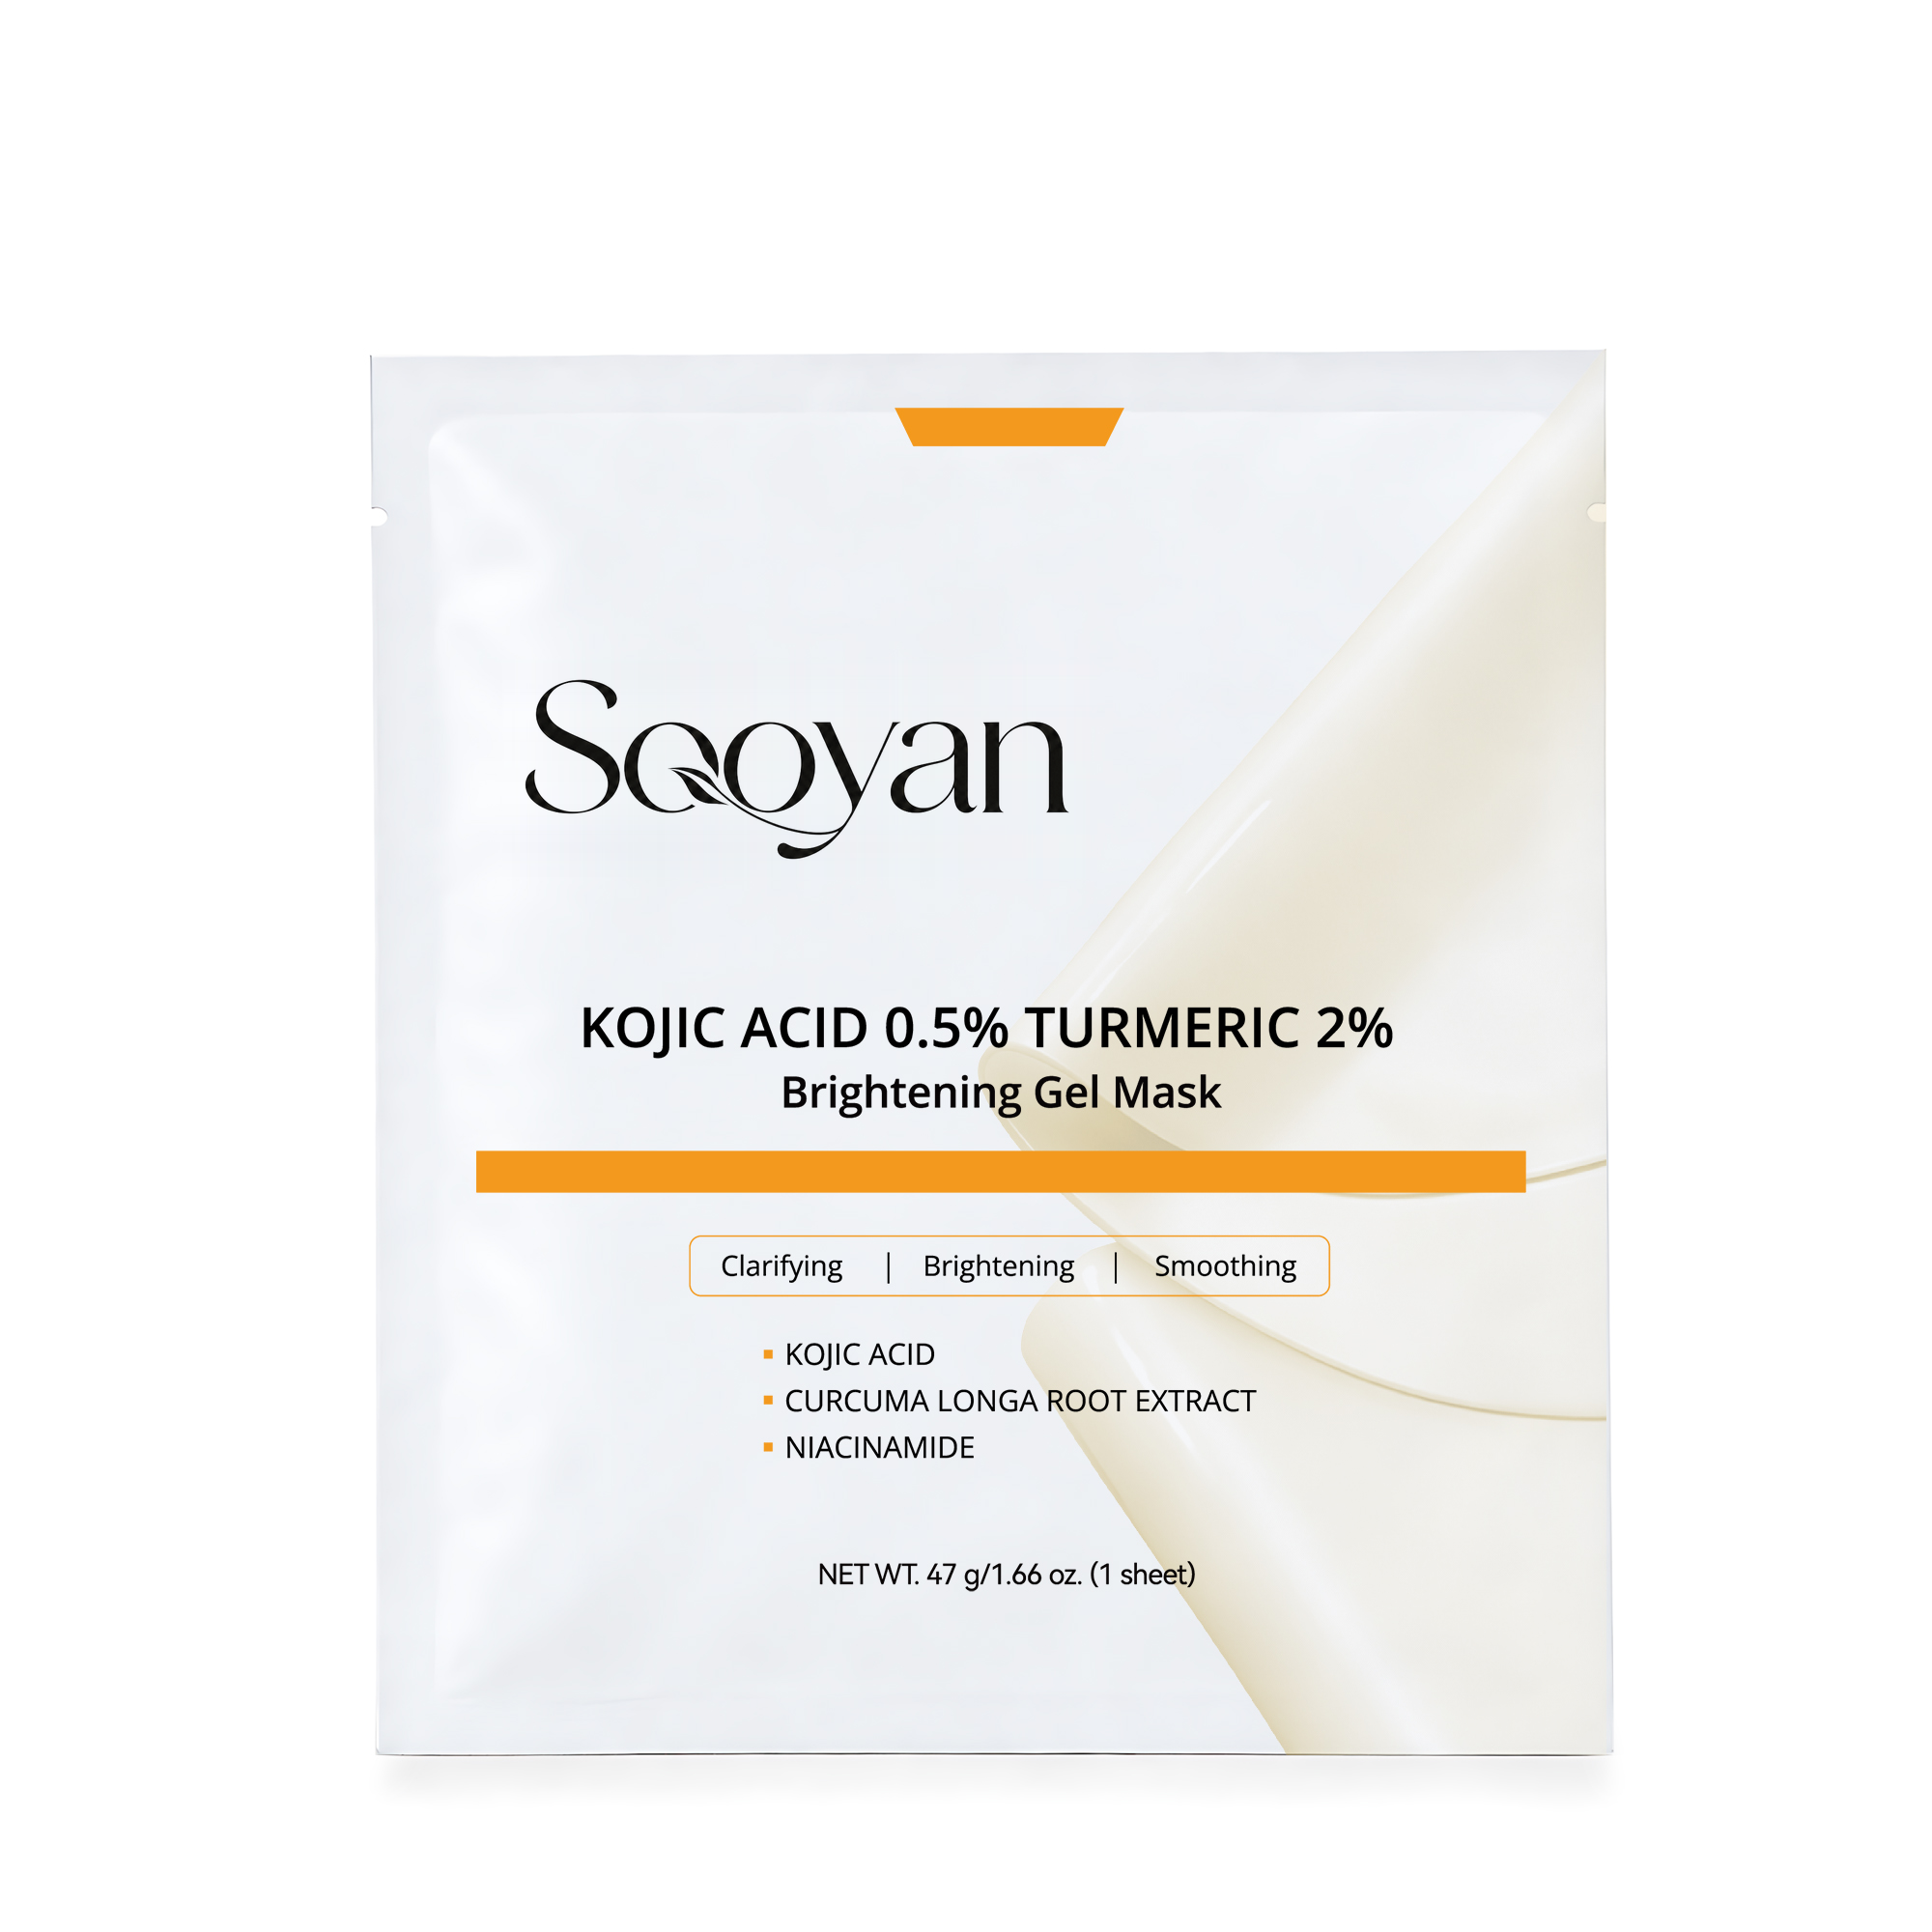 Seoyan
KOJIC ACID 0.5% TURMERIC 2%
Brightening Gel Mask
Clarifying | Brightening | Smoothing
▪ KOJIC ACID
▪ CURCUMA LONGA ROOT EXTRACT
▪ NIACINAMIDE
NET WT. 47 g/1.66 oz. (1 sheet)